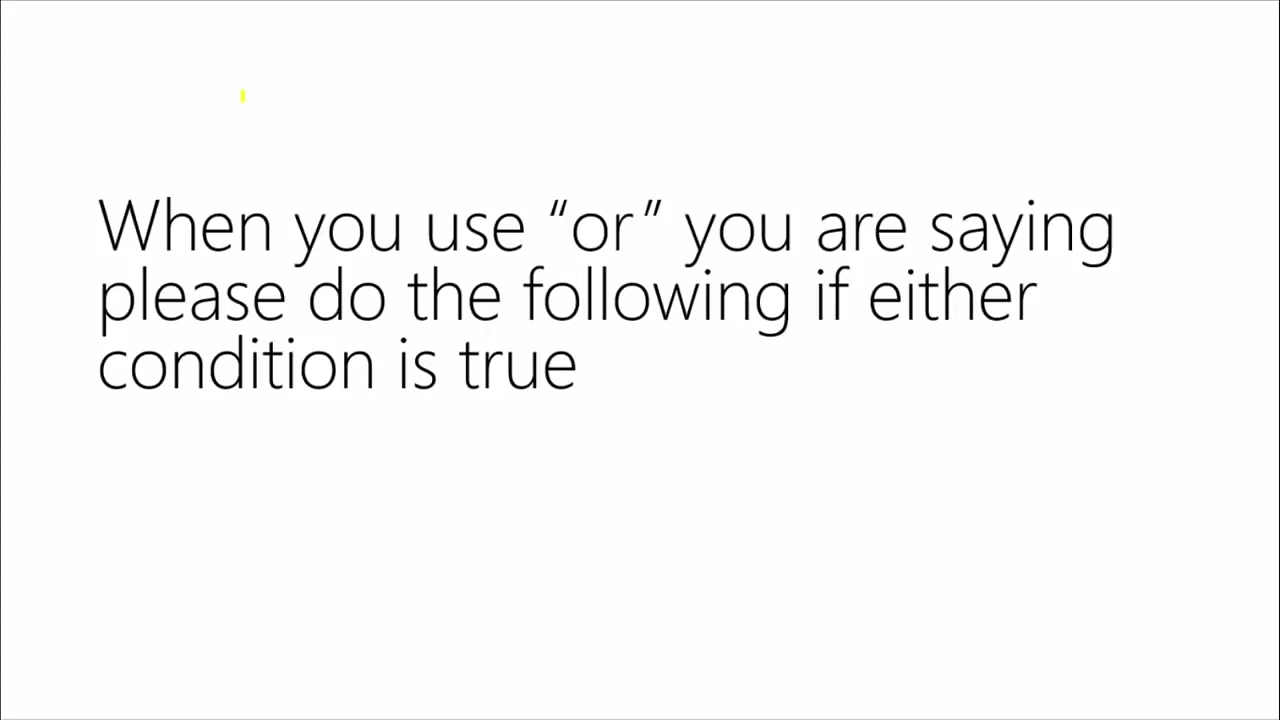 When you use “or” you are saying
please do the following if either
condition is true